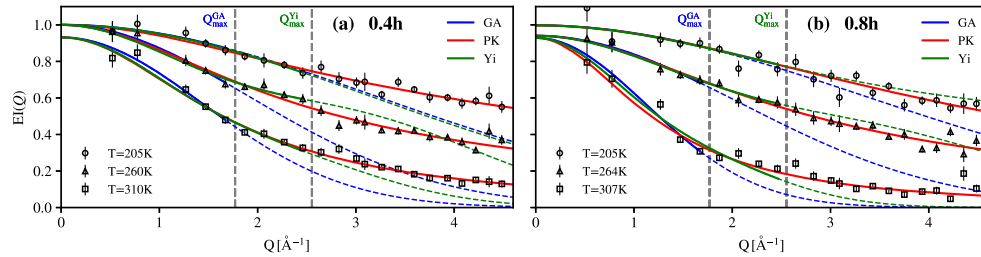 Q_max^GA Q_max^Yi (a) 0.4h
GA
PK
Yi
EI(Q)
1.0
0.8
0.6
0.4
0.2
0.0
T=205K
T=260K
T=310K
0 1 2 3 4
Q [Å⁻¹]
Q_max^GA Q_max^Yi (b) 0.8h
GA
PK
Yi
T=205K
T=264K
T=307K
0 1 2 3 4
Q [Å⁻¹]